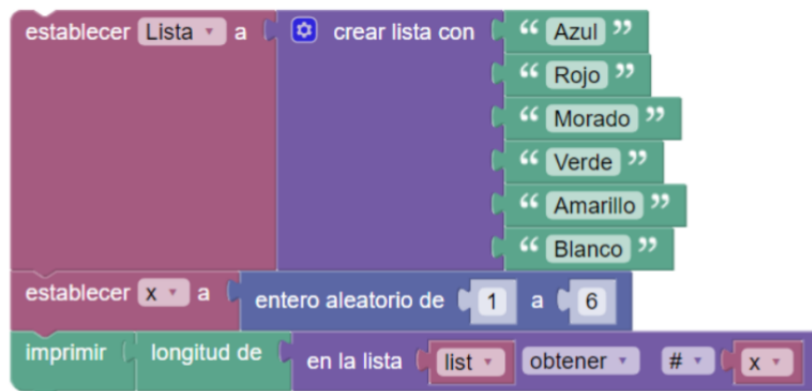 establecer Lista a crear lista con “ Azul ”
“ Rojo ”
“ Morado ”
“ Verde ”
“ Amarillo ”
“ Blanco ”
establecer x a entero aleatorio de 1 a 6
imprimir longitud de en la lista list obtener # x